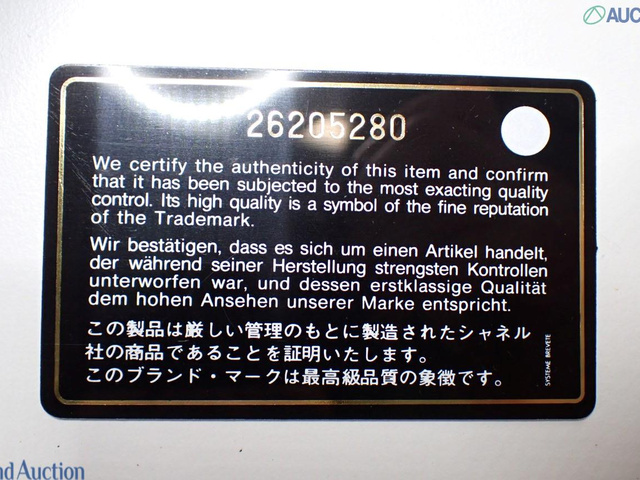 AUC
26205280
We certify the authenticity of this item and confirm
that it has been subjected to the most exacting quality
control. Its high quality is a symbol of the fine reputation
of the Trademark.
Wir bestätigen, dass es sich um einen Artikel handelt,
der während seiner Herstellung strengsten Kontrollen
unterworfen war, und dessen erstklassige Qualität
dem hohen Ansehen unserer Marke entspricht.
この製品は厳しい管理のもとに製造されたシャネル
社の商品であることを証明いたします。
このブランド・マークは最高級品質の象徴です。
SYSTEME BREVETE
nd Auction